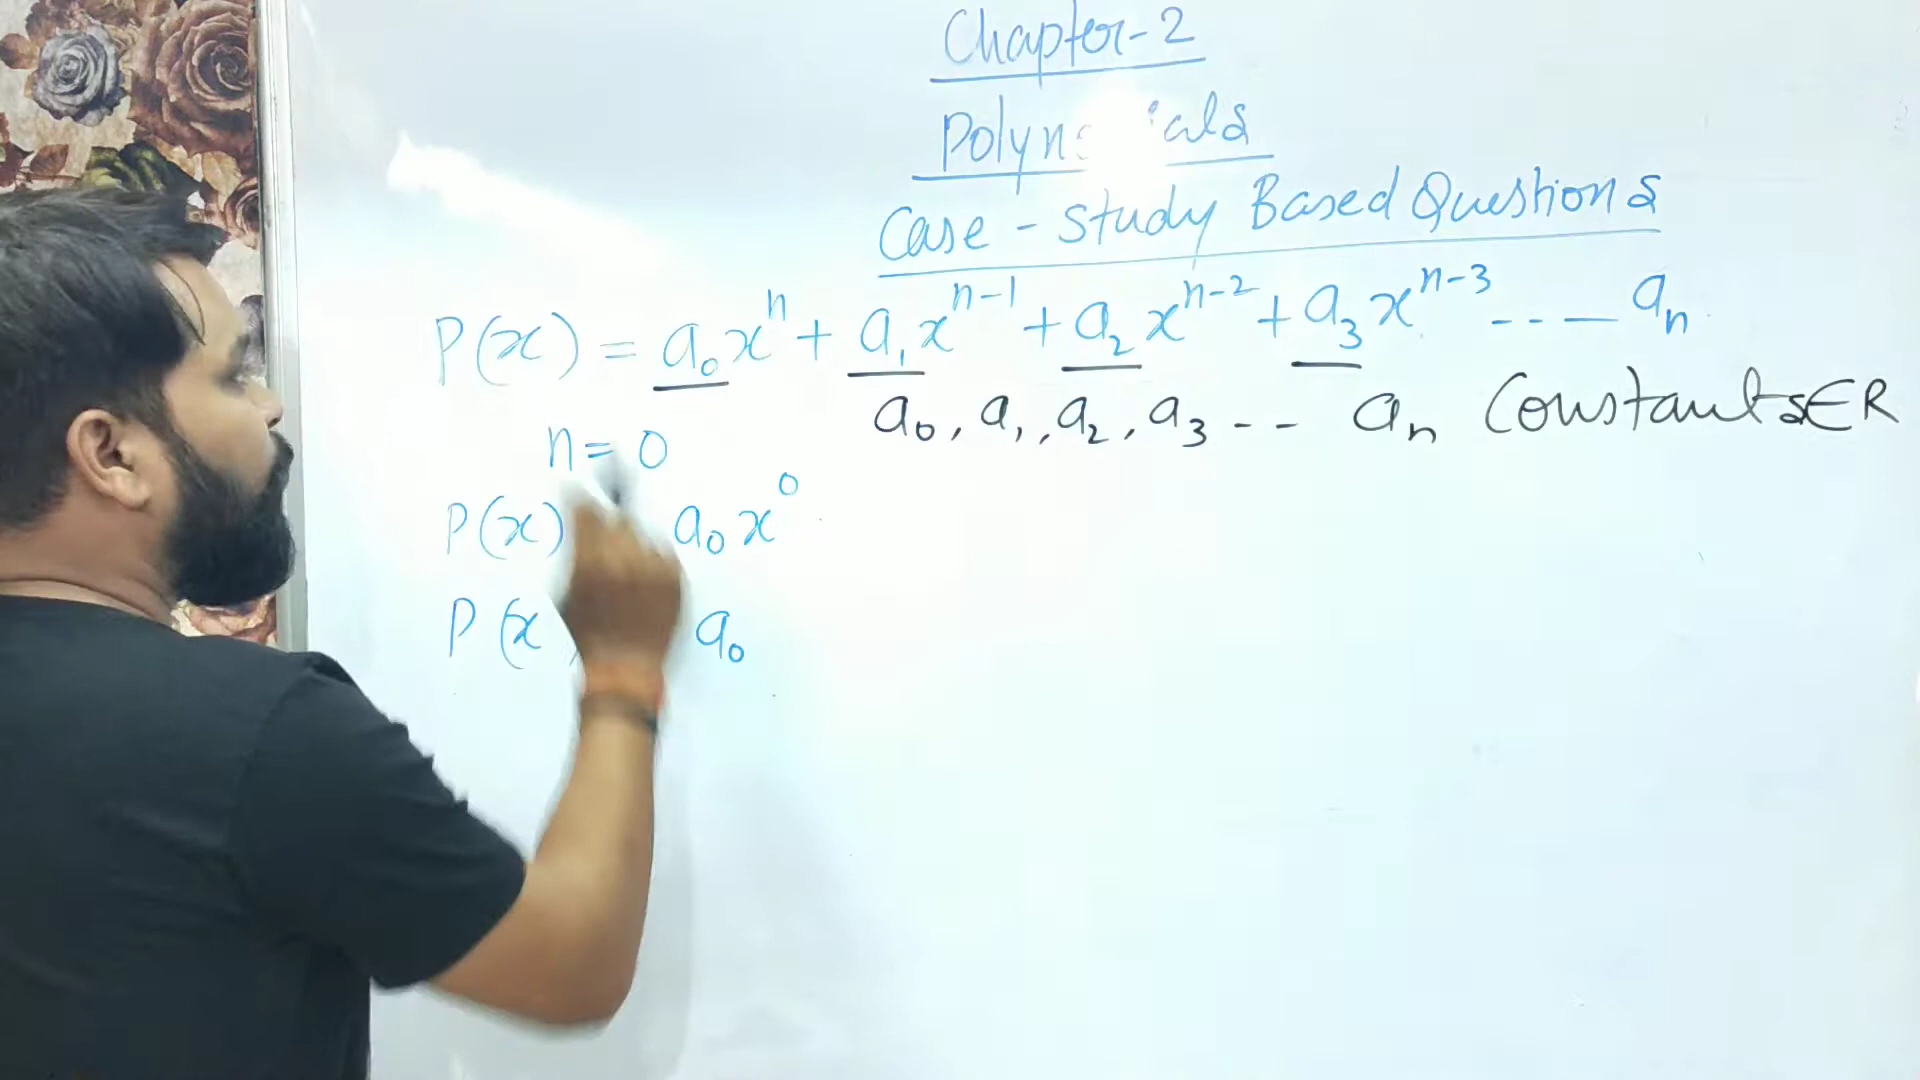 Chapter-2
Case - Study Based Questions
P(x) = a₀xⁿ + a₁xⁿ⁻¹ + a₂xⁿ⁻² + a₃xⁿ⁻³ ---- aₙ
a₀, a₁, a₂, a₃ -- aₙ Constants ∈ R
n = 0
P(x) a₀x⁰
P(x a₀